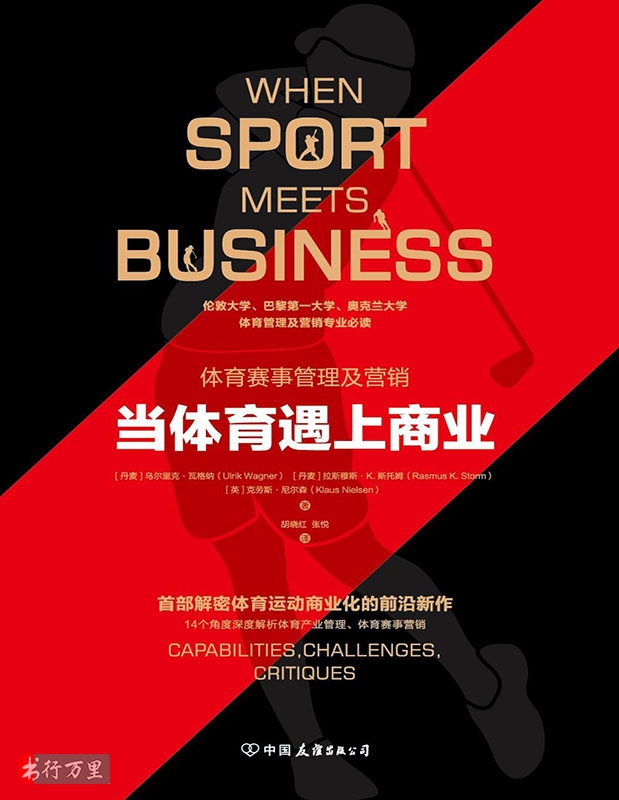 WHEN
SPORT
MEETS
BUSINESS
伦敦大学、巴黎第一大学、奥克兰大学
体育管理及营销专业必读
体育赛事管理及营销
当体育遇上商业
[丹麦] 乌尔里克·瓦格纳（Ulrik Wagner） [丹麦] 拉斯穆斯·K. 斯托姆（Rasmus K. Storm）
[英] 克劳斯·尼尔森（Klaus Nielsen）
著
胡晓红 张悦
译
首部解密体育运动商业化的前沿新作
14个角度深度解析体育产业管理、体育赛事营销
CAPABILITIES,CHALLENGES,
CRITIQUES
中国友谊出版公司
书行万里